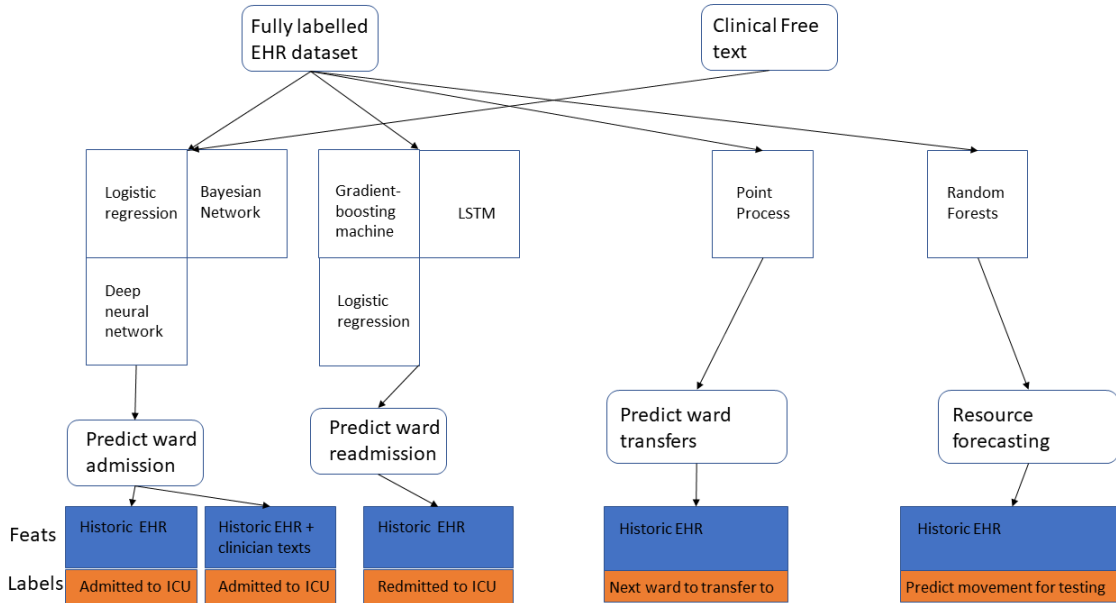 Fully labelled
EHR dataset
Clinical Free
text
Logistic
regression
Bayesian
Network
Deep
neural
network
Gradient-
boosting
machine
LSTM
Logistic
regression
Point
Process
Random
Forests
Predict ward
admission
Predict ward
readmission
Predict ward
transfers
Resource
forecasting
Feats
Historic EHR
Historic EHR +
clinician texts
Historic EHR
Historic EHR
Historic EHR
Labels
Admitted to ICU
Admitted to ICU
Redmitted to ICU
Next ward to transfer to
Predict movement for testing